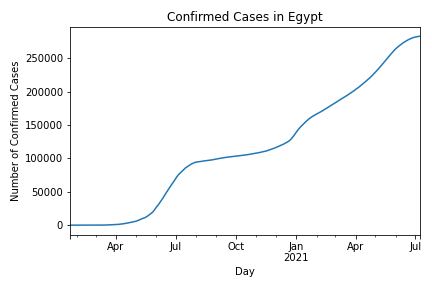 Confirmed Cases in Egypt
Number of Confirmed Cases
250000
200000
150000
100000
50000
0
Apr Jul Oct Jan Apr Jul
2021
Day